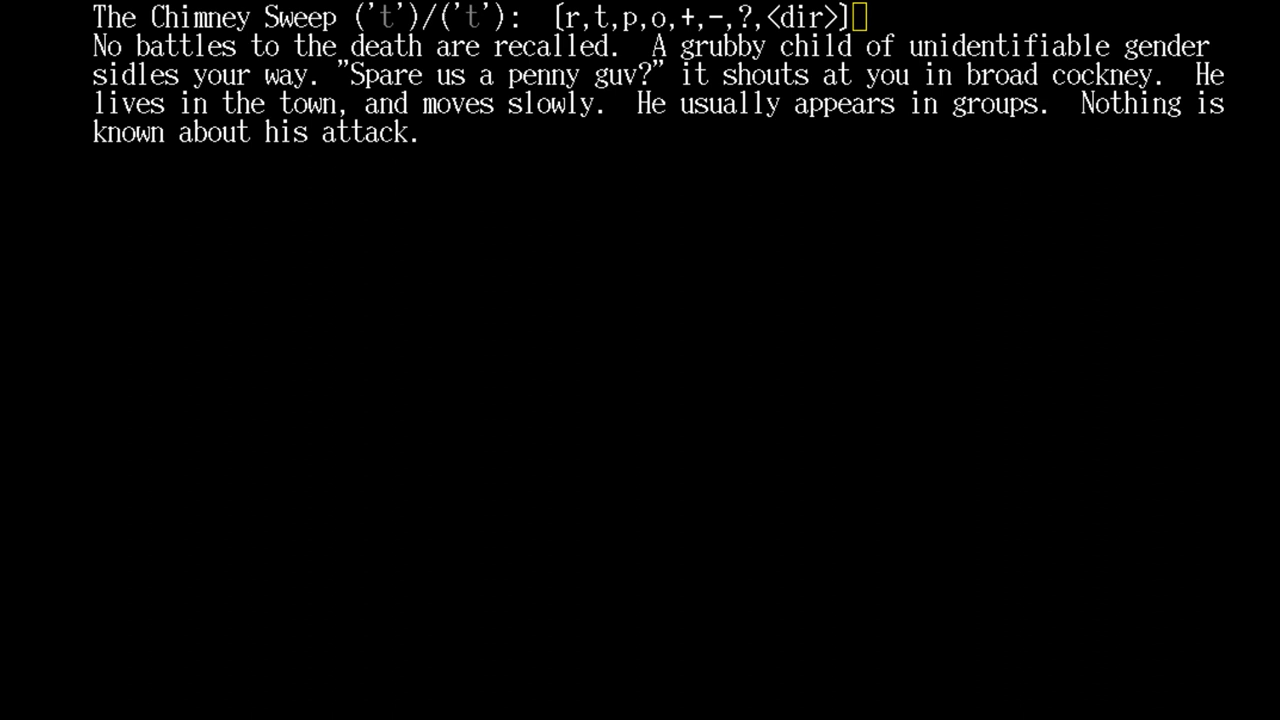 The Chimney Sweep ('t')/('t'):  [r,t,p,o,+,-,?,<dir>]
No battles to the death are recalled.  A grubby child of unidentifiable gender
sidles your way. "Spare us a penny guv?" it shouts at you in broad cockney.  He
lives in the town, and moves slowly.  He usually appears in groups.  Nothing is
known about his attack.